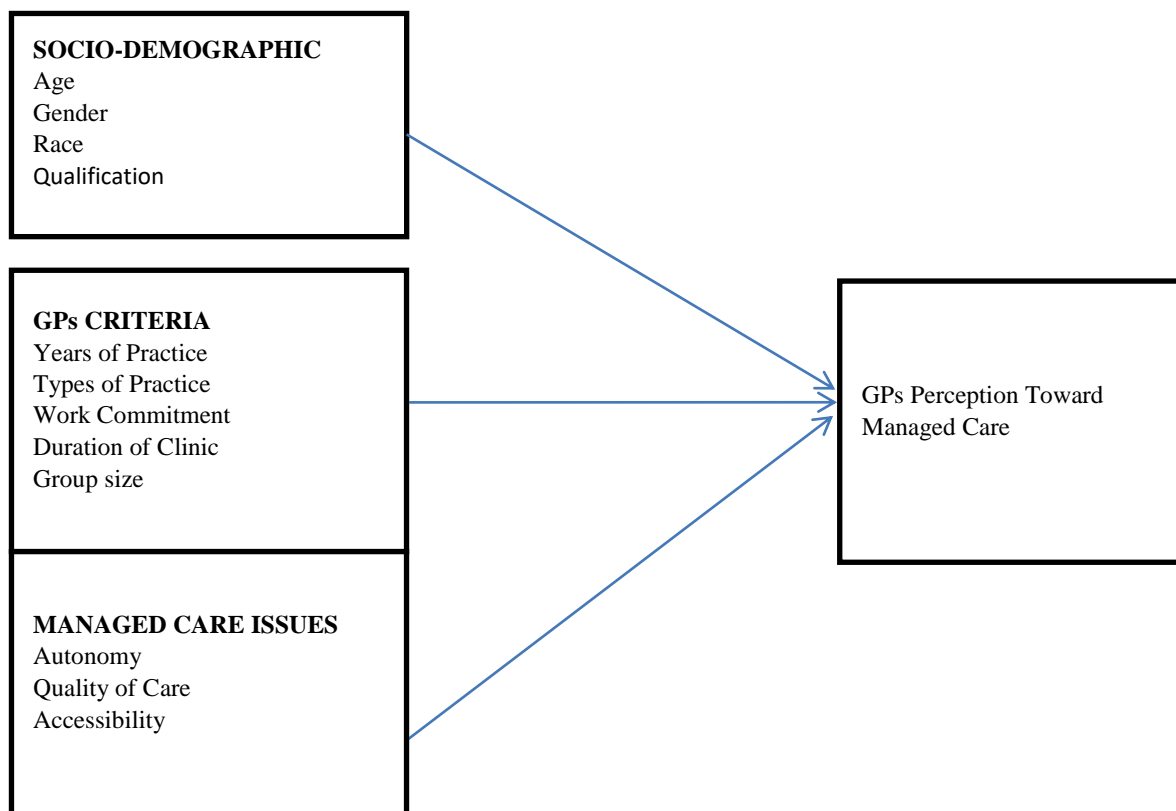 SOCIO-DEMOGRAPHIC
Age
Gender
Race
Qualification
GPs CRITERIA
Years of Practice
Types of Practice
Work Commitment
Duration of Clinic
Group size
MANAGED CARE ISSUES
Autonomy
Quality of Care
Accessibility
GPs Perception Toward
Managed Care